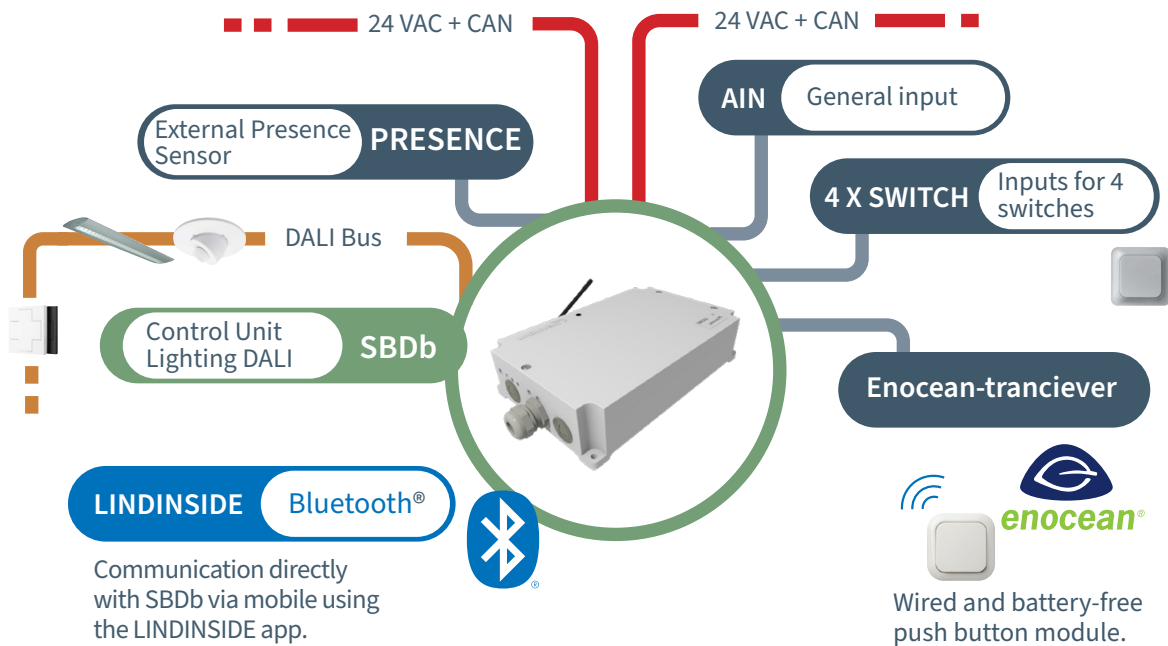 24 VAC + CAN
24 VAC + CAN
AIN
General input
External Presence
Sensor
PRESENCE
4 X SWITCH
Inputs for 4
switches
DALI Bus
Control Unit
Lighting DALI
SBDb
Enocean-tranciever
LINDINSIDE
Bluetooth®
®
enocean®
Communication directly
with SBDb via mobile using
the LINDINSIDE app.
Wired and battery-free
push button module.